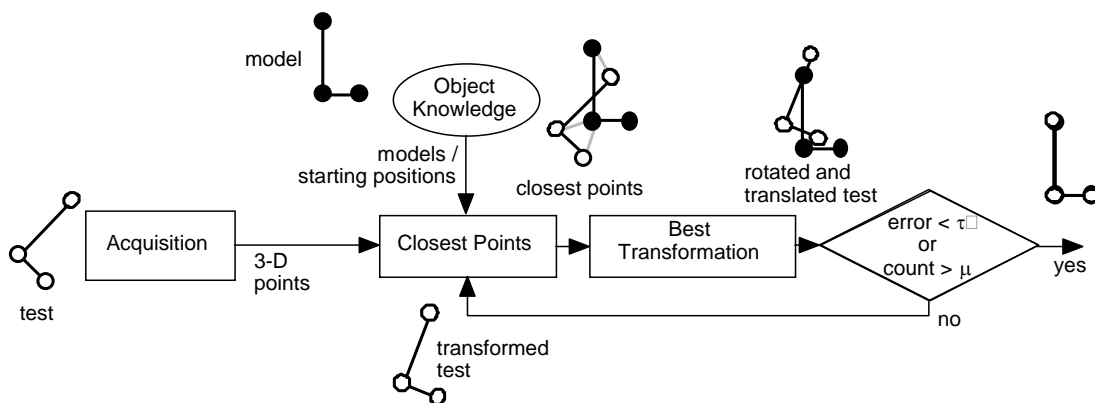 model
Object
Knowledge
models /
starting positions
closest points
rotated and
translated test
test
Acquisition
3-D
points
Closest Points
Best
Transformation
error < τ
or
count > μ
yes
no
transformed
test